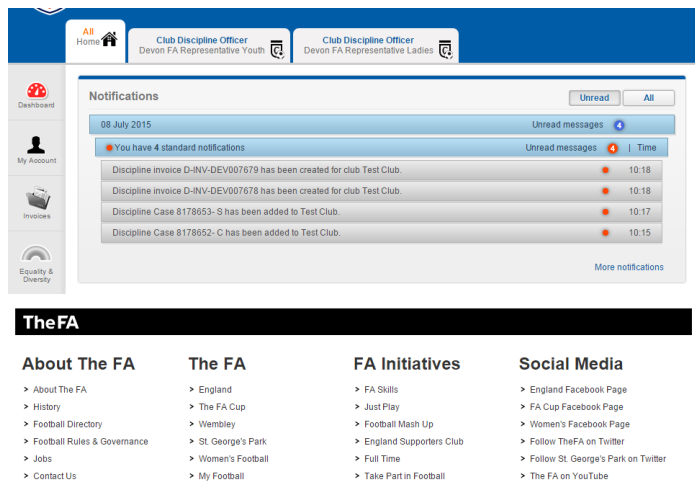 All
Home
Club Discipline Officer
Devon FA Representative Youth
Club Discipline Officer
Devon FA Representative Ladies
Dashboard
My Account
Invoices
Equality &
Diversity
Notifications
Unread All
08 July 2015 Unread messages 4
You have 4 standard notifications Unread messages 4 | Time
Discipline invoice D-INV-DEV007679 has been created for club Test Club. 10:18
Discipline invoice D-INV-DEV007678 has been created for club Test Club. 10:18
Discipline Case 8178653- S has been added to Test Club. 10:17
Discipline Case 8178652- C has been added to Test Club. 10:15
More notifications
TheFA
About The FA The FA FA Initiatives Social Media
> About The FA > England > FA Skills > England Facebook Page
> History > The FA Cup > Just Play > FA Cup Facebook Page
> Football Directory > Wembley > Football Mash Up > Women's Facebook Page
> Football Rules & Governance > St. George's Park > England Supporters Club > Follow TheFA on Twitter
> Jobs > Women's Football > Full Time > Follow St. George's Park on Twitter
> Contact Us > My Football > Take Part in Football > The FA on YouTube